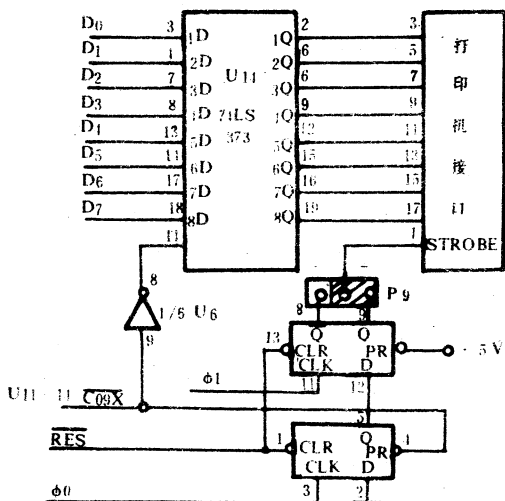 D0 3 1D 1Q 2 3
D1 4 2D 2Q 6 5
D2 7 3D 3Q 6 7
D3 8 4D 4Q 9 9
D4 13 5D 5Q 12 11
D5 14 6D 6Q 15 13
D6 17 7D 7Q 16 15
D7 18 8D 8Q 19 17
U11
74LS
373
打印机接口
11
1 STROBE
8
1/6 U6
9
P9
8 9
Q̅ Q
13 CLR PR 5V
CLK D
11 12
φ1
U11 11 C̅0̅9̅X̅
5
R̅E̅S̅ 1 CLR Q PR 4
CLK D
3 2
φ0